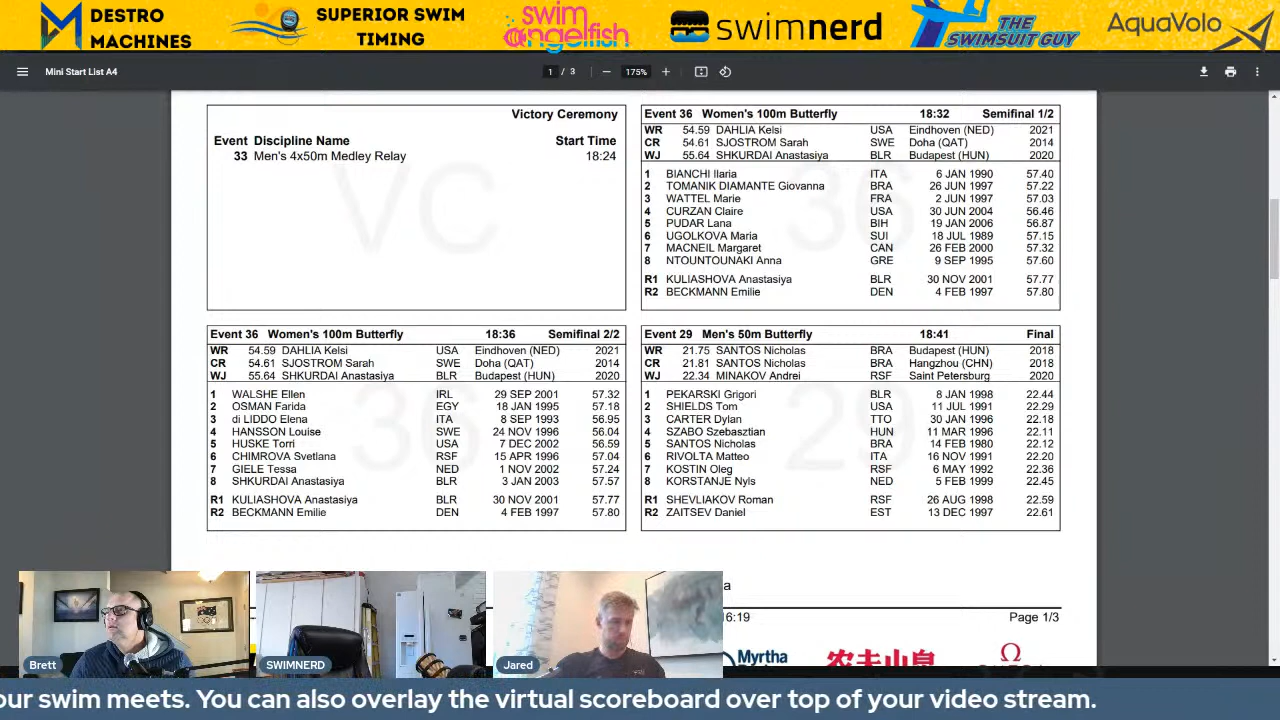 DESTRO
MACHINES
SUPERIOR SWIM
TIMING
swim
angelfish
swimnerd
THE
SWIMSUIT GUY
AquaVolo
Mini Start List A4
1 / 3
175%
Victory Ceremony
Event Discipline Name Start Time
33 Men's 4x50m Medley Relay 18:24
VC
Event 36 Women's 100m Butterfly 18:32 Semifinal 1/2
WR 54.59 DAHLIA Kelsi USA Eindhoven (NED) 2021
CR 54.61 SJOSTROM Sarah SWE Doha (QAT) 2014
WJ 55.64 SHKURDAI Anastasiya BLR Budapest (HUN) 2020
1 BIANCHI Ilaria ITA 6 JAN 1990 57.40
2 TOMANIK DIAMANTE Giovanna BRA 26 JUN 1997 57.22
3 WATTEL Marie FRA 2 JUN 1997 57.03
4 CURZAN Claire USA 30 JUN 2004 56.46
5 PUDAR Lana BIH 19 JAN 2006 56.87
6 UGOLKOVA Maria SUI 18 JUL 1989 57.15
7 MACNEIL Margaret CAN 26 FEB 2000 57.32
8 NTOUNTOUNAKI Anna GRE 9 SEP 1995 57.60
R1 KULIASHOVA Anastasiya BLR 30 NOV 2001 57.77
R2 BECKMANN Emilie DEN 4 FEB 1997 57.80
36
Event 36 Women's 100m Butterfly 18:36 Semifinal 2/2
WR 54.59 DAHLIA Kelsi USA Eindhoven (NED) 2021
CR 54.61 SJOSTROM Sarah SWE Doha (QAT) 2014
WJ 55.64 SHKURDAI Anastasiya BLR Budapest (HUN) 2020
1 WALSHE Ellen IRL 29 SEP 2001 57.32
2 OSMAN Farida EGY 18 JAN 1995 57.18
3 di LIDDO Elena ITA 8 SEP 1993 56.95
4 HANSSON Louise SWE 24 NOV 1996 56.04
5 HUSKE Torri USA 7 DEC 2002 56.59
6 CHIMROVA Svetlana RSF 15 APR 1996 57.04
7 GIELE Tessa NED 1 NOV 2002 57.24
8 SHKURDAI Anastasiya BLR 3 JAN 2003 57.57
R1 KULIASHOVA Anastasiya BLR 30 NOV 2001 57.77
R2 BECKMANN Emilie DEN 4 FEB 1997 57.80
36
Event 29 Men's 50m Butterfly 18:41 Final
WR 21.75 SANTOS Nicholas BRA Budapest (HUN) 2018
CR 21.81 SANTOS Nicholas BRA Hangzhou (CHN) 2018
WJ 22.34 MINAKOV Andrei RSF Saint Petersburg 2020
1 PEKARSKI Grigori BLR 8 JAN 1998 22.44
2 SHIELDS Tom USA 11 JUL 1991 22.29
3 CARTER Dylan TTO 30 JAN 1996 22.18
4 SZABO Szebasztian HUN 11 MAR 1996 22.11
5 SANTOS Nicholas BRA 14 FEB 1980 22.12
6 RIVOLTA Matteo ITA 16 NOV 1991 22.20
7 KOSTIN Oleg RSF 6 MAY 1992 22.36
8 KORSTANJE Nyls NED 5 FEB 1999 22.45
R1 SHEVLIAKOV Roman RSF 26 AUG 1998 22.59
R2 ZAITSEV Daniel EST 13 DEC 1997 22.61
29
a
16:19 Page 1/3
Myrtha
农夫山泉
Ω
Brett
SWIMNERD
Jared
our swim meets. You can also overlay the virtual scoreboard over top of your video stream.